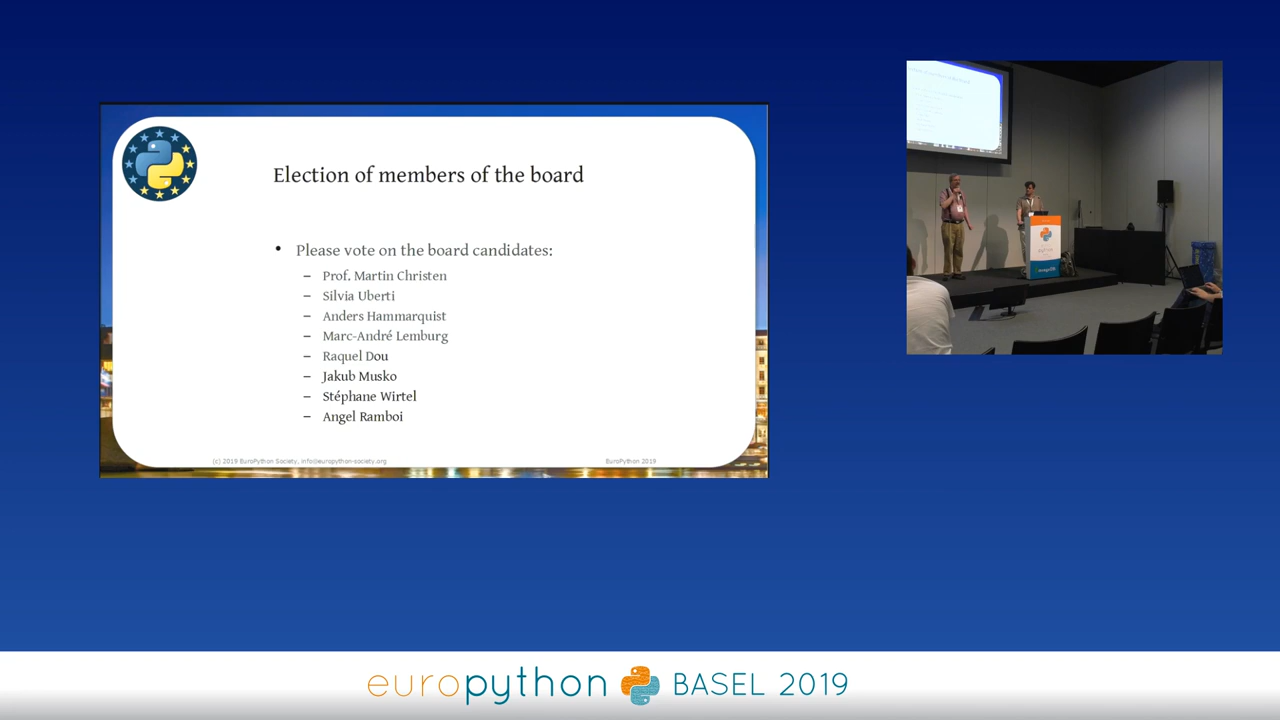 Election of members of the board
• Please vote on the board candidates:
– Prof. Martin Christen
– Silvia Uberti
– Anders Hammarquist
– Marc-André Lemburg
– Raquel Dou
– Jakub Musko
– Stéphane Wirtel
– Angel Ramboi
(c) 2019 EuroPython Society, info@europython-society.org
EuroPython 2019
europython BASEL 2019